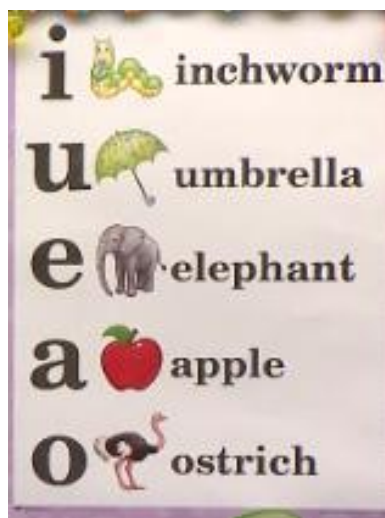 i inchworm
u umbrella
e elephant
a apple
o ostrich